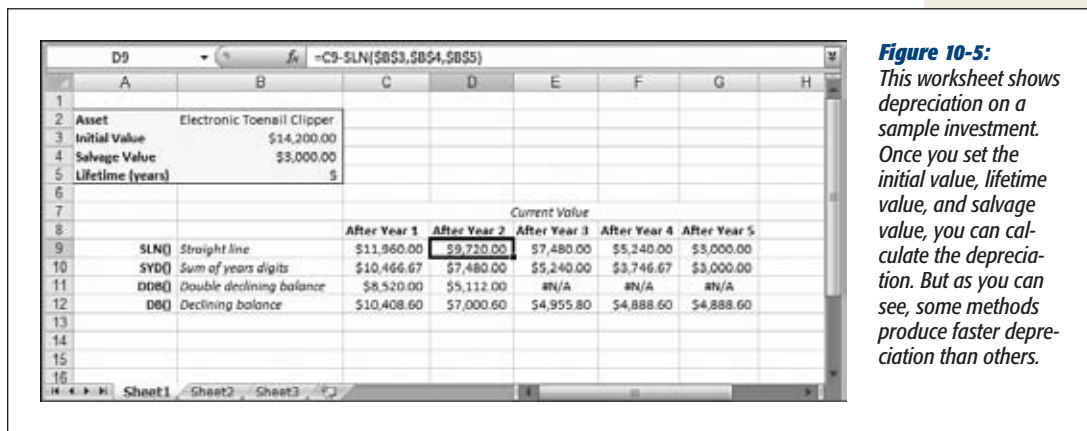 D9 fx =C9-SLN($B$3,$B$4,$B$5)
A B C D E F G H
1
2 Asset Electronic Toenail Clipper
3 Initial Value $14,200.00
4 Salvage Value $3,000.00
5 Lifetime (years) 5
6
7 Current Value
8 After Year 1 After Year 2 After Year 3 After Year 4 After Year 5
9 SLN() Straight line $11,960.00 $9,720.00 $7,480.00 $5,240.00 $3,000.00
10 SYD() Sum of years digits $10,466.67 $7,480.00 $5,240.00 $3,746.67 $3,000.00
11 DDB() Double declining balance $8,520.00 $5,112.00 #N/A #N/A #N/A
12 DB() Declining balance $10,408.60 $7,000.60 $4,955.80 $4,888.60 $4,888.60
13
14
15
16
Sheet1 Sheet2 Sheet3
Figure 10-5:
This worksheet shows
depreciation on a
sample investment.
Once you set the
initial value, lifetime
value, and salvage
value, you can cal-
culate the deprecia-
tion. But as you can
see, some methods
produce faster depre-
ciation than others.